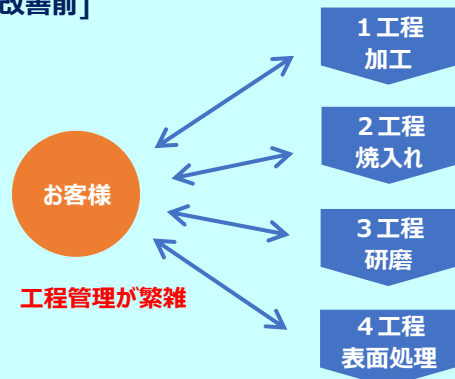 改善前]
1工程
加工
2工程
焼入れ
お客様
3工程
研磨
工程管理が繁雑
4工程
表面処理